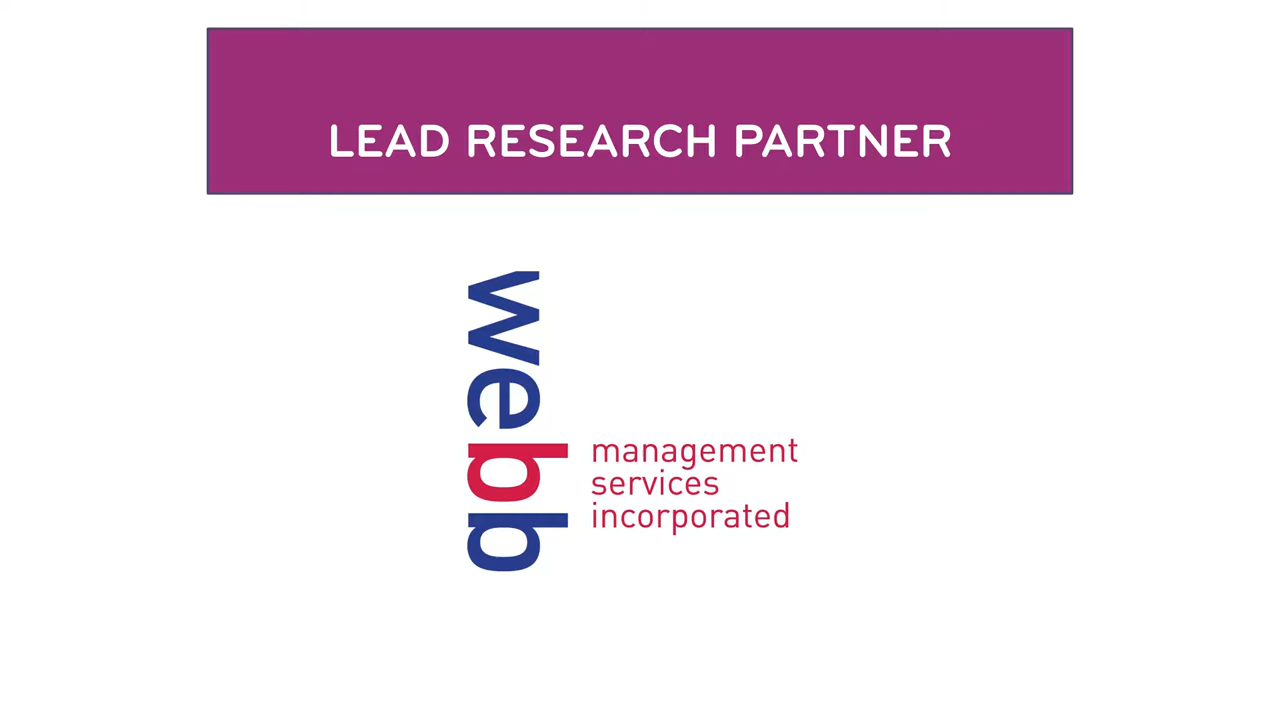 LEAD RESEARCH PARTNER
webb
management
services
incorporated